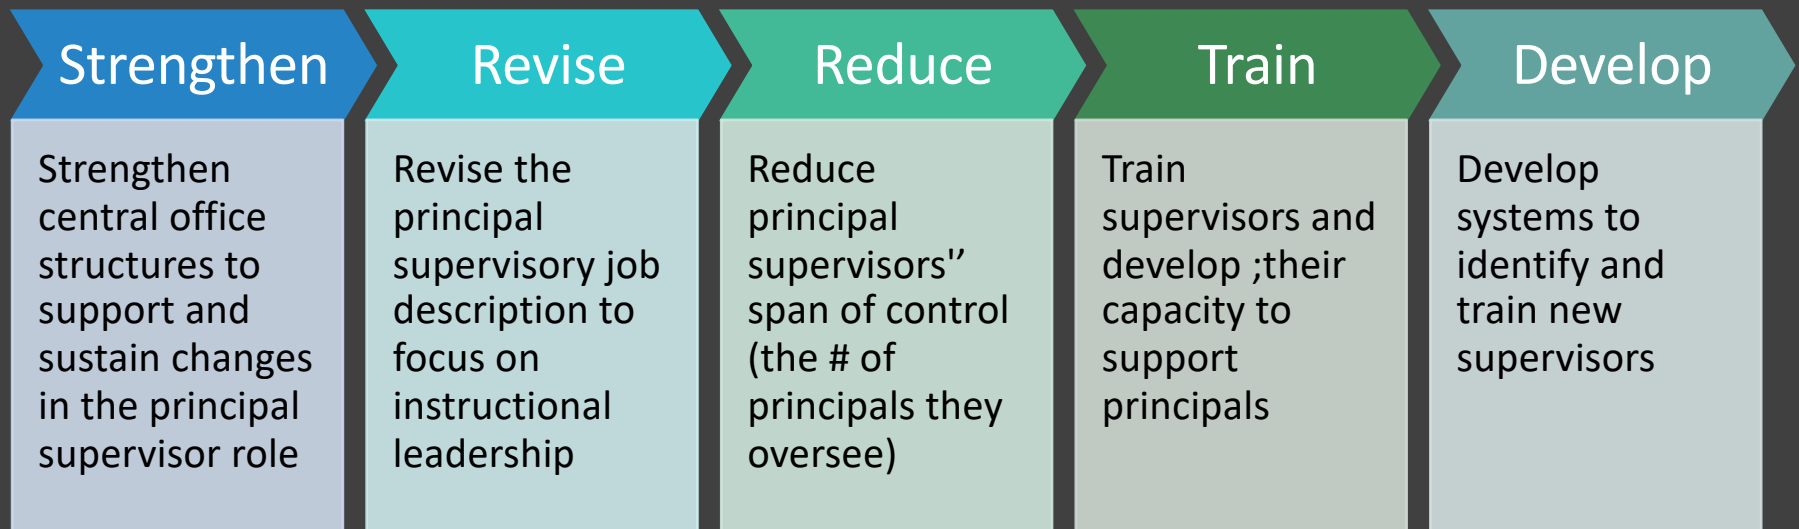 Strengthen
Strengthen
central office
structures to
support and
sustain changes
in the principal
supervisor role
Revise
Revise the
principal
supervisory job
description to
focus on
instructional
leadership
Reduce
Reduce
principal
supervisors'’
span of control
(the # of
principals they
oversee)
Train
Train
supervisors and
develop ;their
capacity to
support
principals
Develop
Develop
systems to
identify and
train new
supervisors